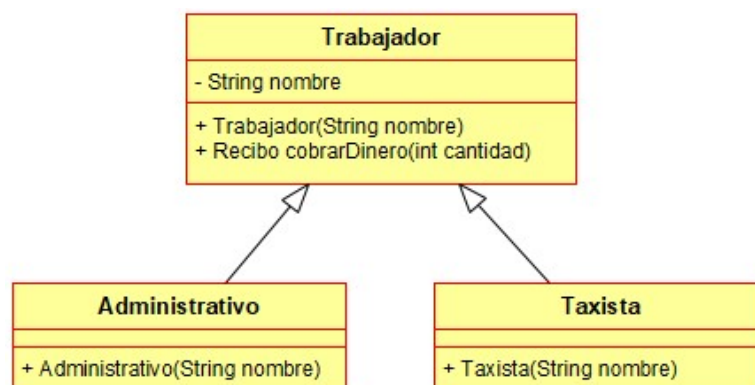 Trabajador
- String nombre
+ Trabajador(String nombre)
+ Recibo cobrarDinero(int cantidad)
Administrativo
+ Administrativo(String nombre)
Taxista
+ Taxista(String nombre)